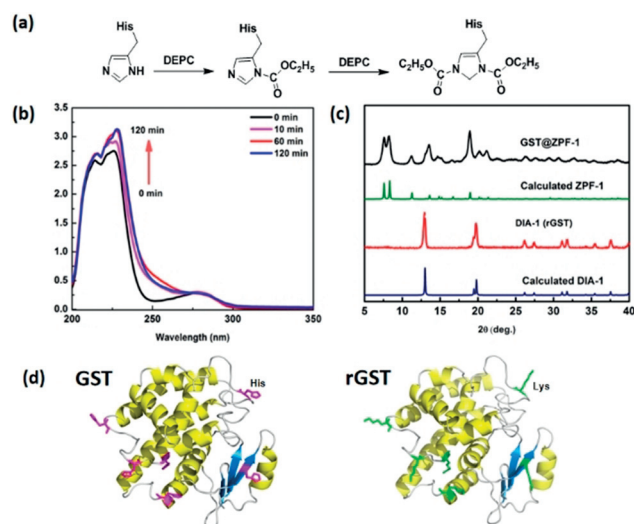 (a)
His
His
His
DEPC
DEPC
N
NH
N
N
OC₂H₅
C
O
C₂H₅O
C
O
N
N
C
O
OC₂H₅
(b)
3.5
3.0
2.5
2.0
1.5
1.0
0.5
0.0
120 min
0 min
0 min
10 min
60 min
120 min
200 250 300 350
Wavelength (nm)
(c)
GST@ZPF-1
Calculated ZPF-1
DIA-1 (rGST)
Calculated DIA-1
5 10 15 20 25 30 35 40
2θ (deg.)
(d) GST
His
rGST
Lys